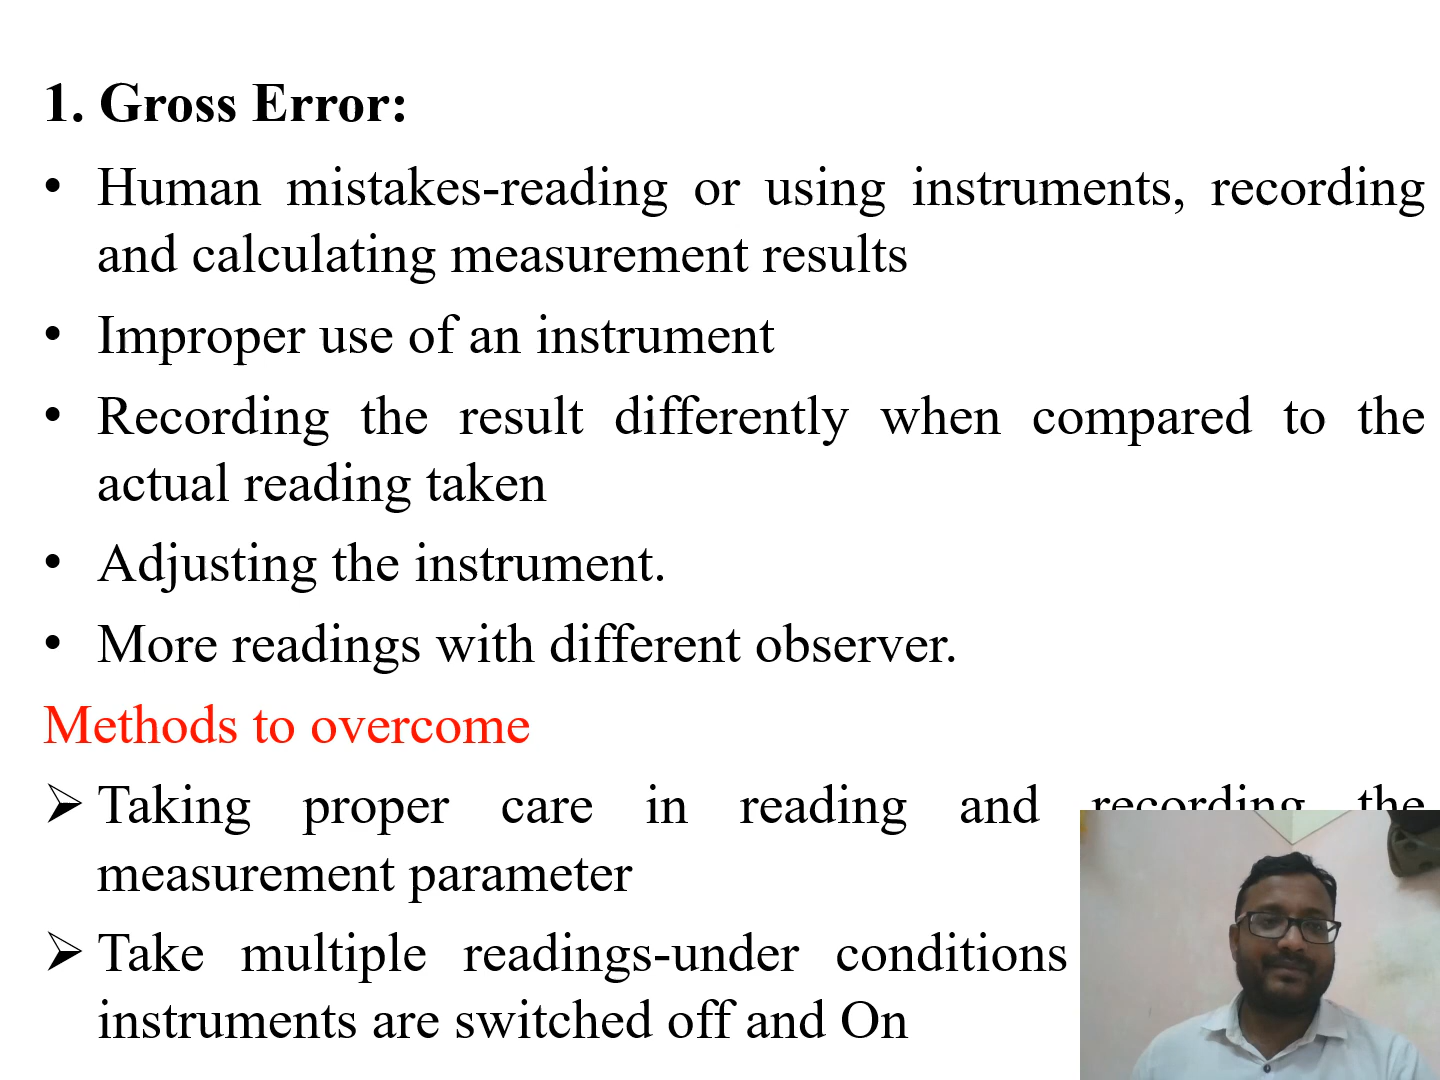 1. Gross Error:
• Human mistakes-reading or using instruments, recording
and calculating measurement results
• Improper use of an instrument
• Recording the result differently when compared to the
actual reading taken
• Adjusting the instrument.
• More readings with different observer.
Methods to overcome
➢ Taking proper care in reading and recording the
measurement parameter
➢ Take multiple readings-under conditions
instruments are switched off and On